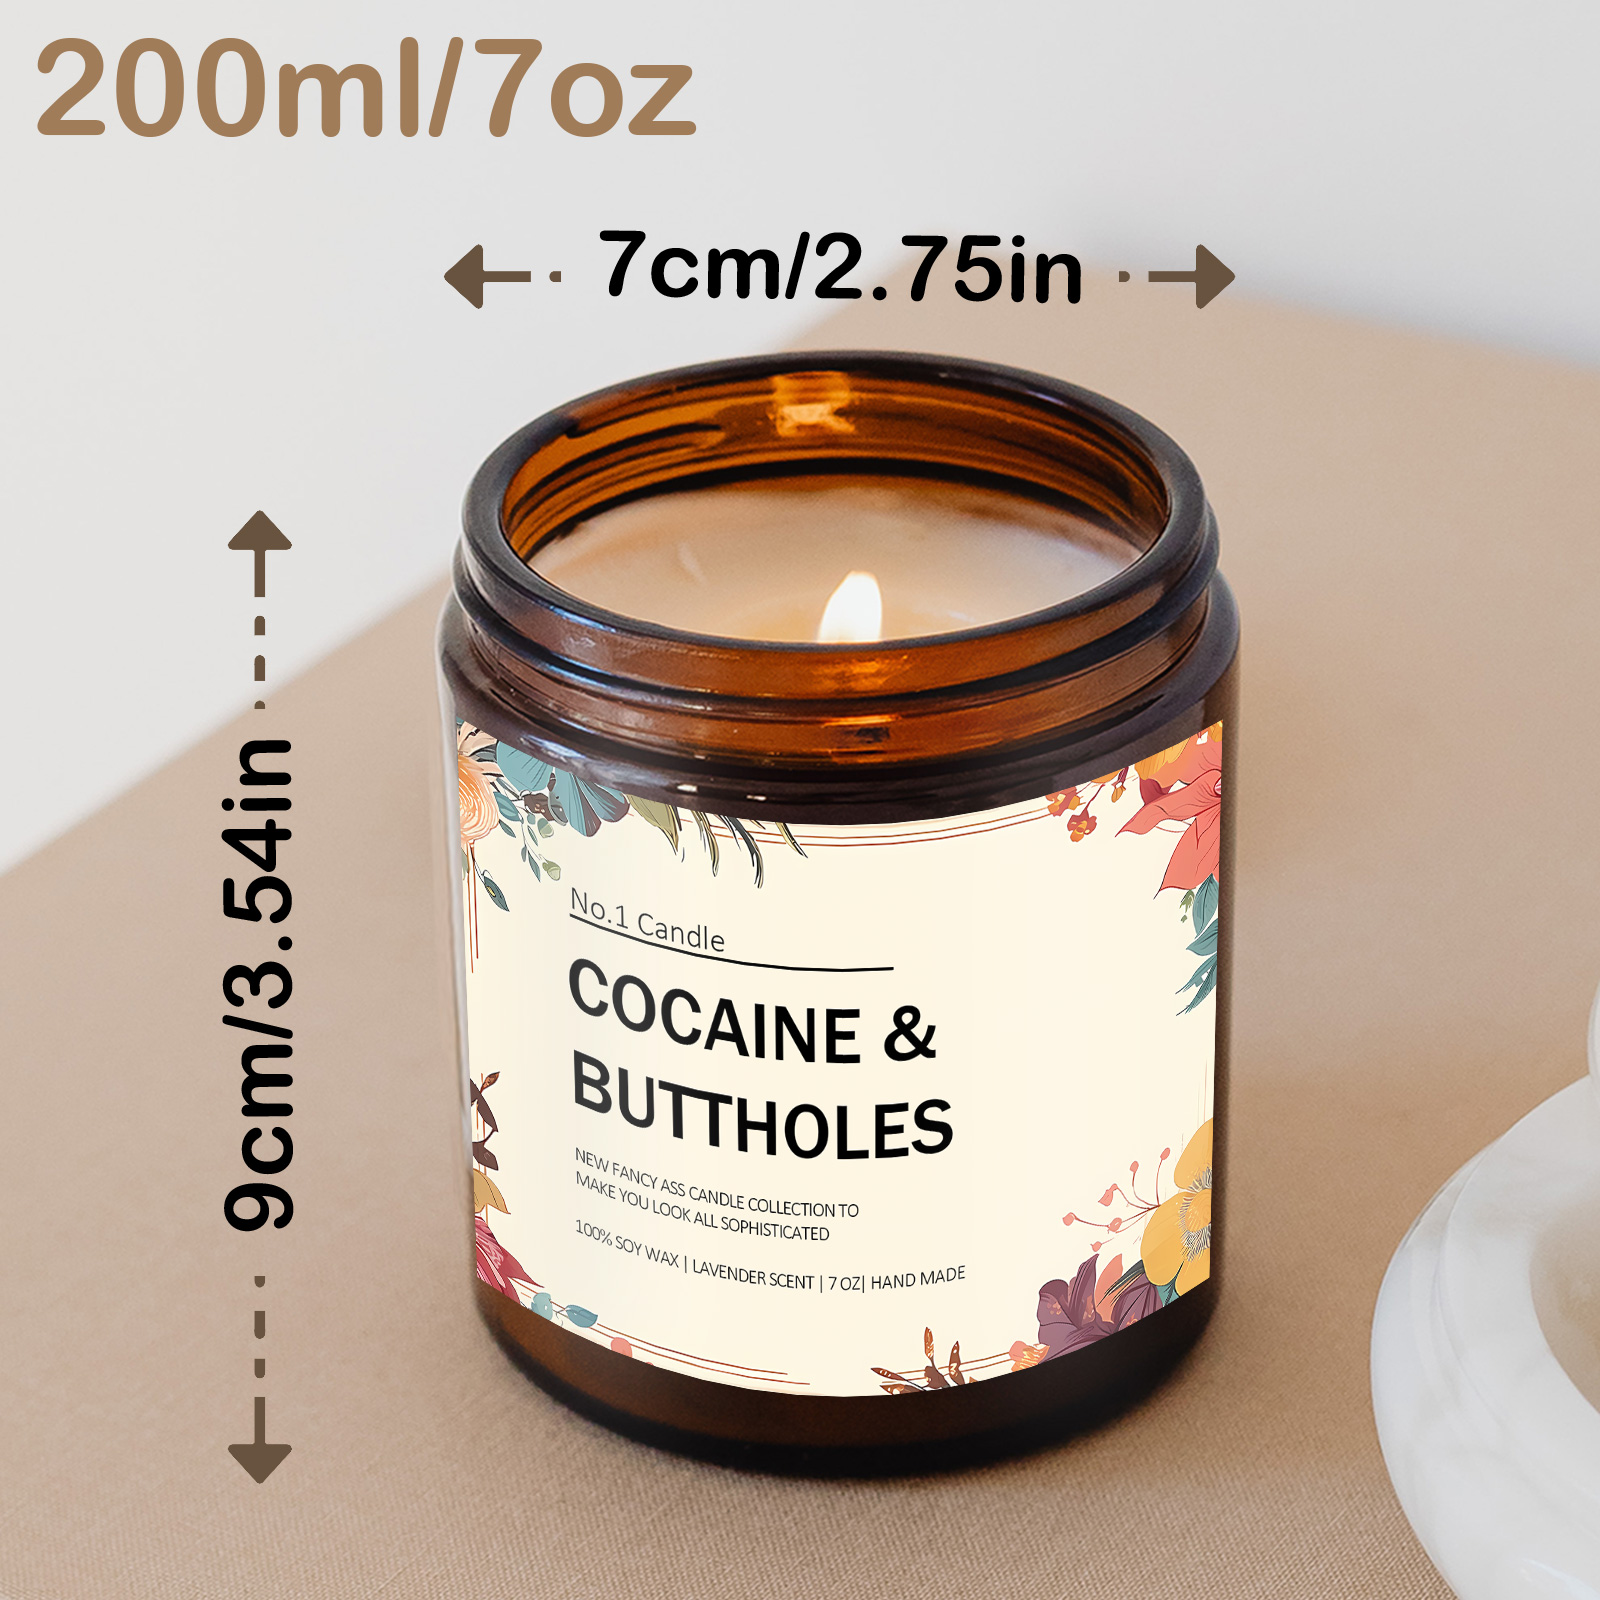 200ml/7oz
7cm/2.75in
9cm/3.54in
No.1 Candle
COCAINE &
BUTTHOLES
NEW FANCY ASS CANDLE COLLECTION TO
MAKE YOU LOOK ALL SOPHISTICATED
100% SOY WAX | LAVENDER SCENT | 7 OZ| HAND MADE